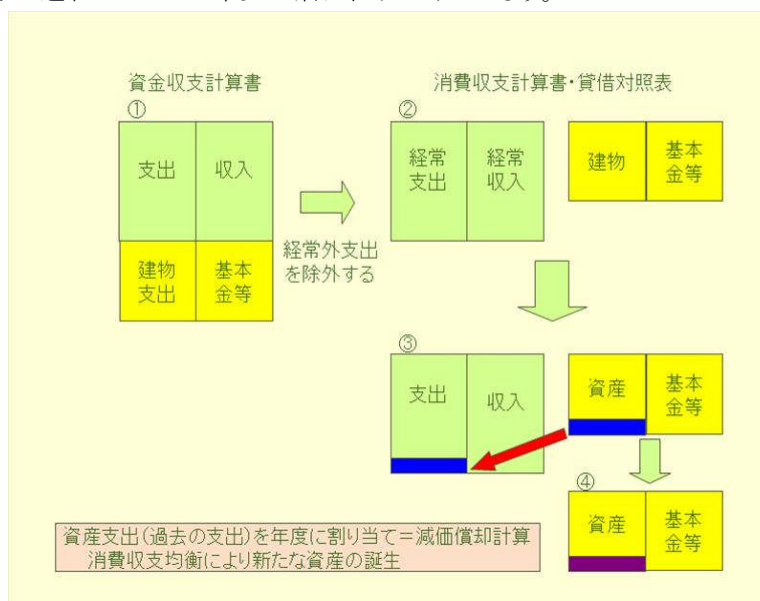 資金収支計算書
消費収支計算書・貸借対照表
①
支出
収入
建物
支出
基本
金等
経常外支出
を除外する
②
経常
支出
経常
収入
建物
基本
金等
③
支出
収入
資産
基本
金等
④
資産
基本
金等
資産支出(過去の支出)を年度に割り当て＝減価償却計算
消費収支均衡により新たな資産の誕生